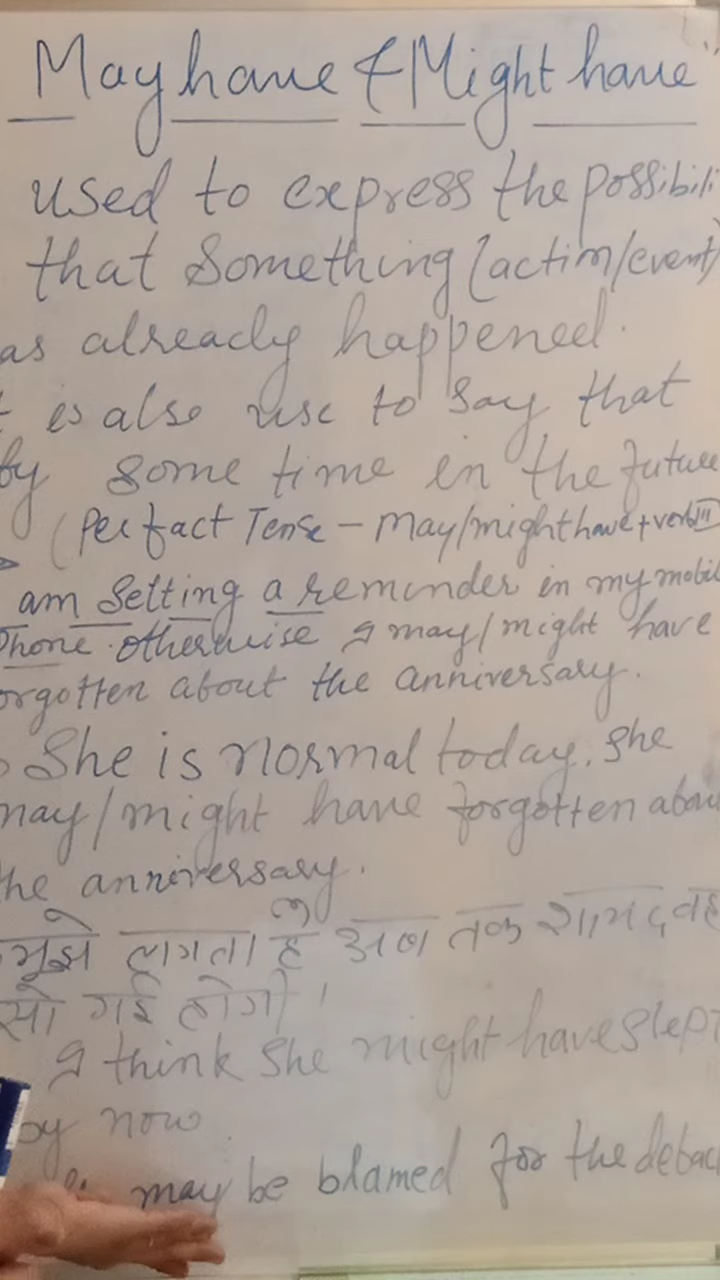 May have & Might have
used to express the possibili
that something (action/event)
as already happened.
t is also use to say that
by some time in the future
(Perfact Tense - May/might have + verb III
am setting a reminder in my mobil
Phone otherwise I may/might have
orgotten about the anniversary.
She is normal today. She
may/might have forgotten abou
the anniversary.
मुझे लगता है कि अब तक शायद वह
सो गई होगी।
I think she might have slept
by now.
may be blamed for the debac